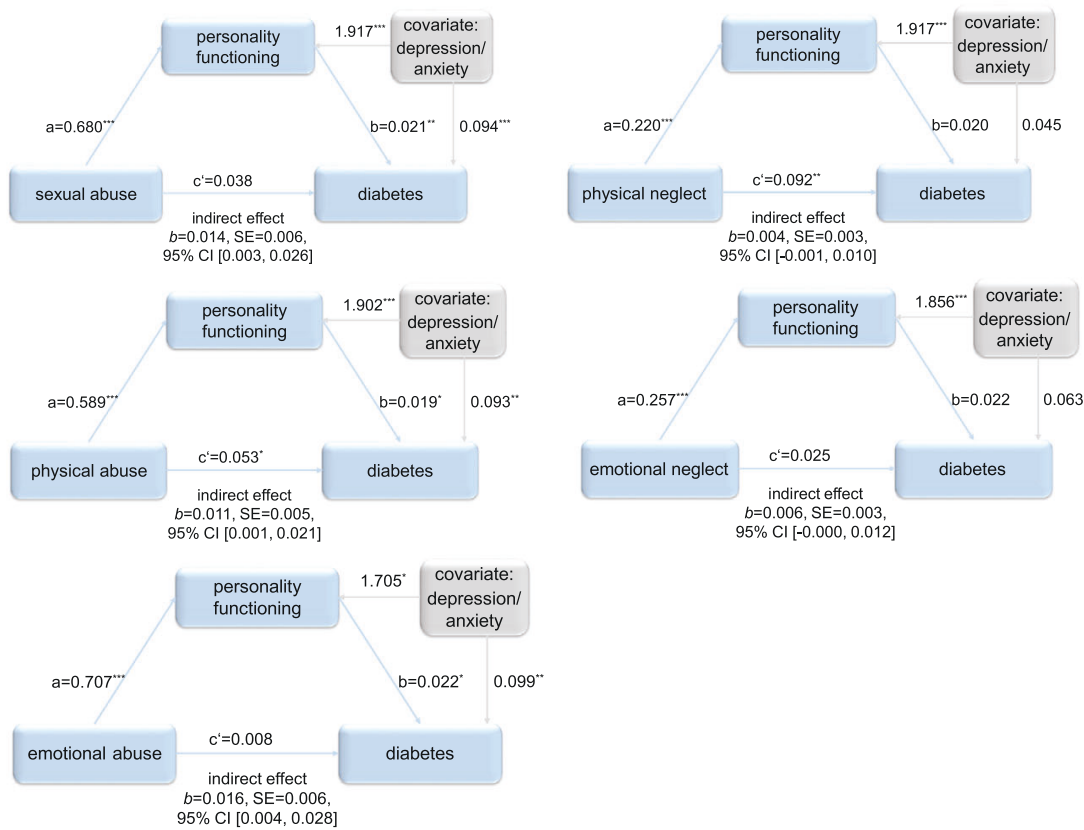 personality
functioning
1.917***
covariate:
depression/
anxiety
a=0.680***
b=0.021**
0.094***
sexual abuse
c‘=0.038
diabetes
indirect effect
b=0.014, SE=0.006,
95% CI [0.003, 0.026]
personality
functioning
1.917***
covariate:
depression/
anxiety
a=0.220***
b=0.020
0.045
physical neglect
c‘=0.092**
diabetes
indirect effect
b=0.004, SE=0.003,
95% CI [-0.001, 0.010]
personality
functioning
1.902***
covariate:
depression/
anxiety
a=0.589***
b=0.019*
0.093**
physical abuse
c‘=0.053*
diabetes
indirect effect
b=0.011, SE=0.005,
95% CI [0.001, 0.021]
personality
functioning
1.856***
covariate:
depression/
anxiety
a=0.257***
b=0.022
0.063
emotional neglect
c‘=0.025
diabetes
indirect effect
b=0.006, SE=0.003,
95% CI [-0.000, 0.012]
personality
functioning
1.705*
covariate:
depression/
anxiety
a=0.707***
b=0.022*
0.099**
emotional abuse
c‘=0.008
diabetes
indirect effect
b=0.016, SE=0.006,
95% CI [0.004, 0.028]